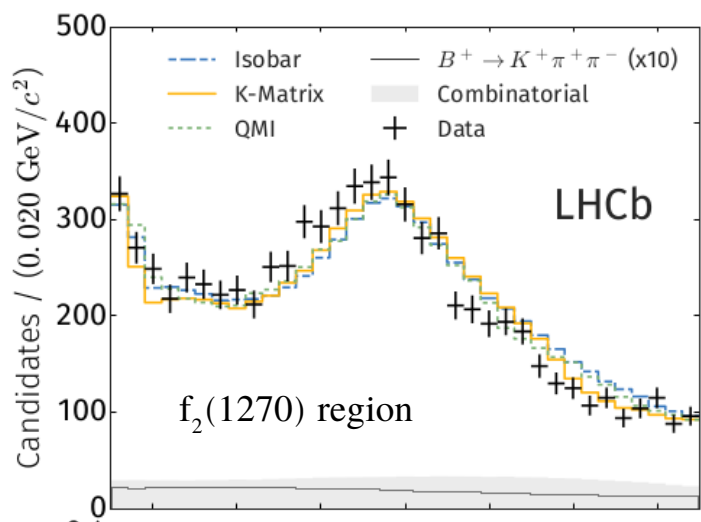 500
400
300
200
100
0
Candidates / (0.020 GeV/c²)
Isobar
K-Matrix
QMI
B⁺ → K⁺π⁺π⁻ (x10)
Combinatorial
Data
LHCb
f₂(1270) region